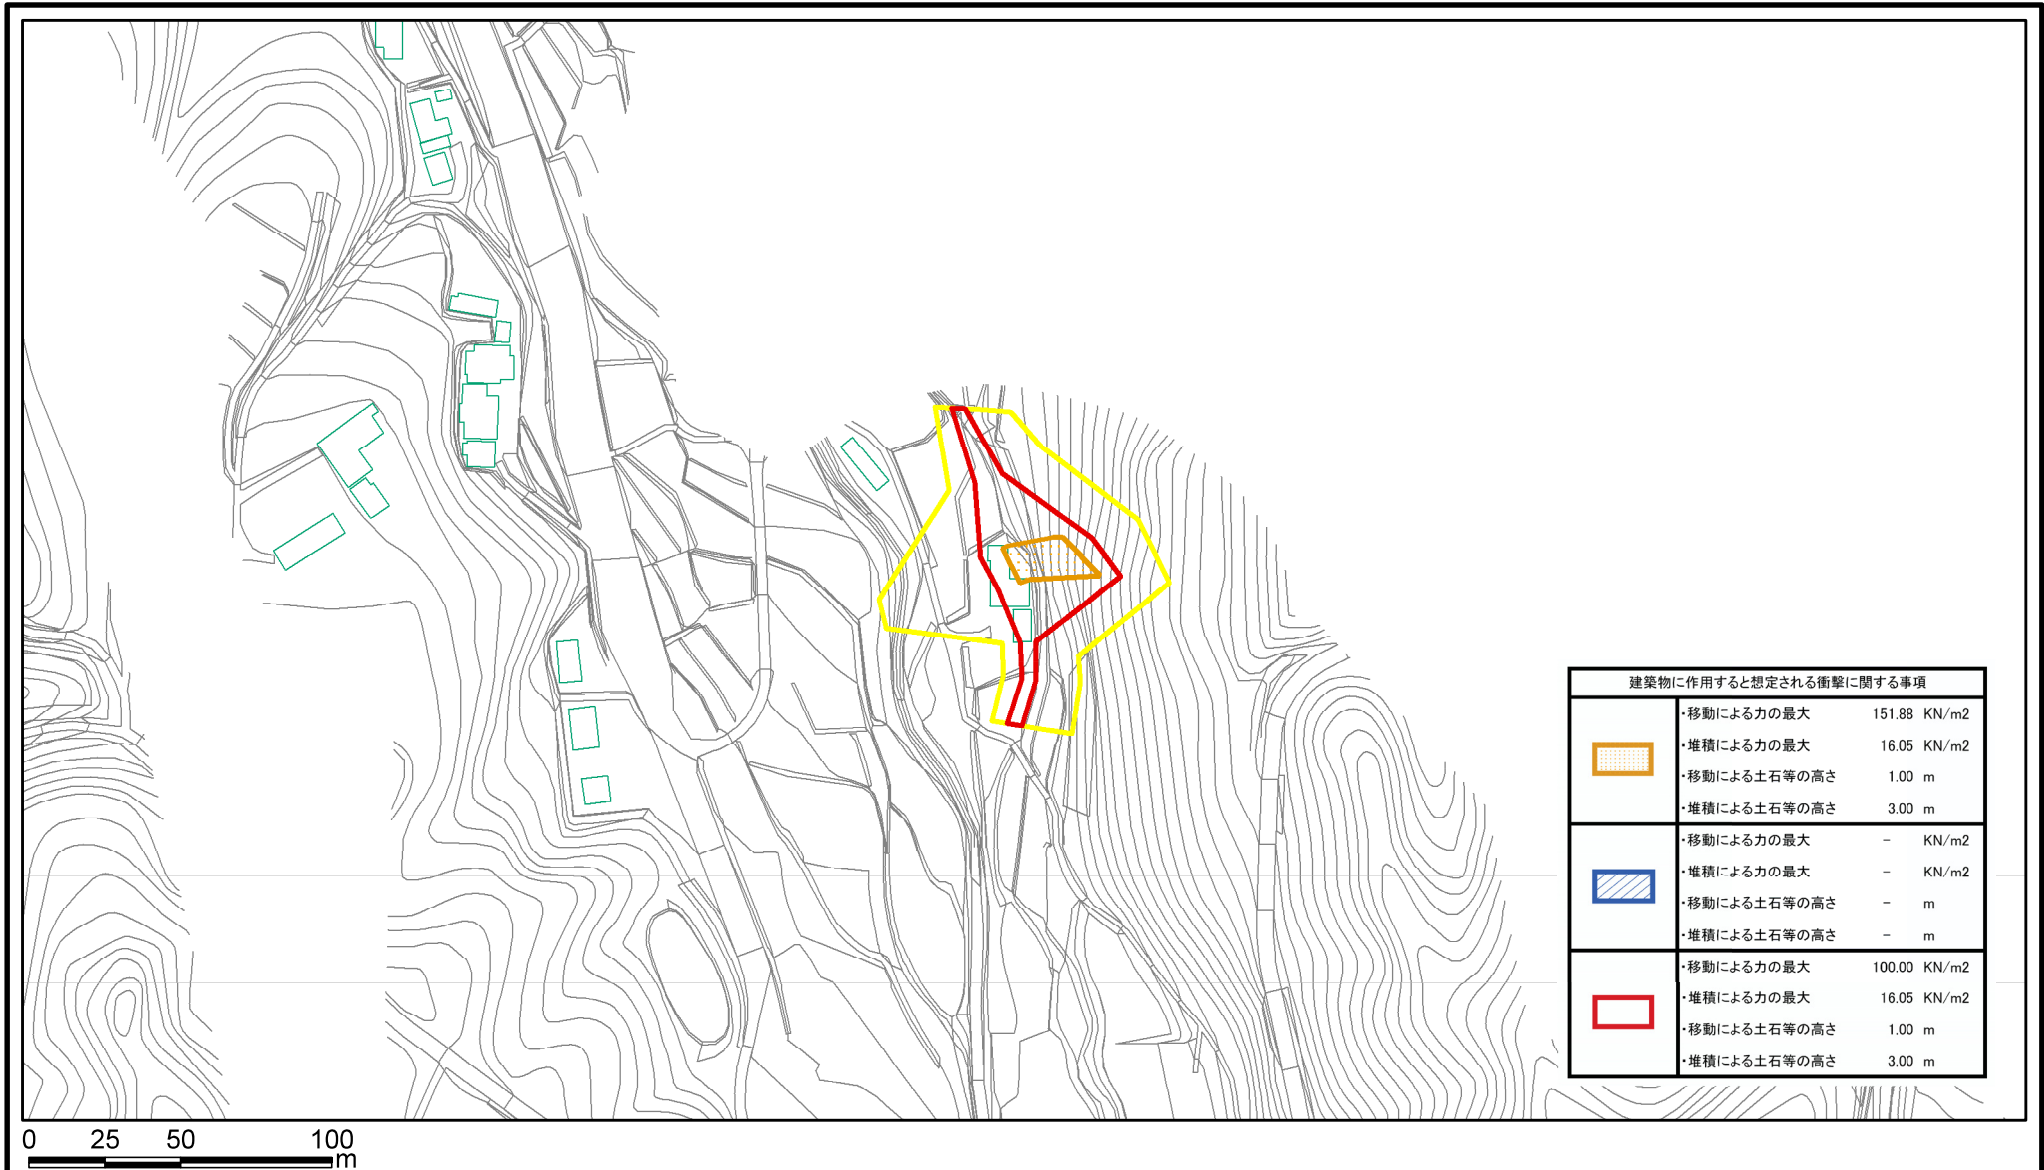 建築物に作用すると想定される衝撃に関する事項
・移動による力の最大 151.88 KN/m2
・堆積による力の最大 16.05 KN/m2
・移動による土石等の高さ 1.00 m
・堆積による土石等の高さ 3.00 m
・移動による力の最大 － KN/m2
・堆積による力の最大 － KN/m2
・移動による土石等の高さ － m
・堆積による土石等の高さ － m
・移動による力の最大 100.00 KN/m2
・堆積による力の最大 16.05 KN/m2
・移動による土石等の高さ 1.00 m
・堆積による土石等の高さ 3.00 m
0 25 50 100
m